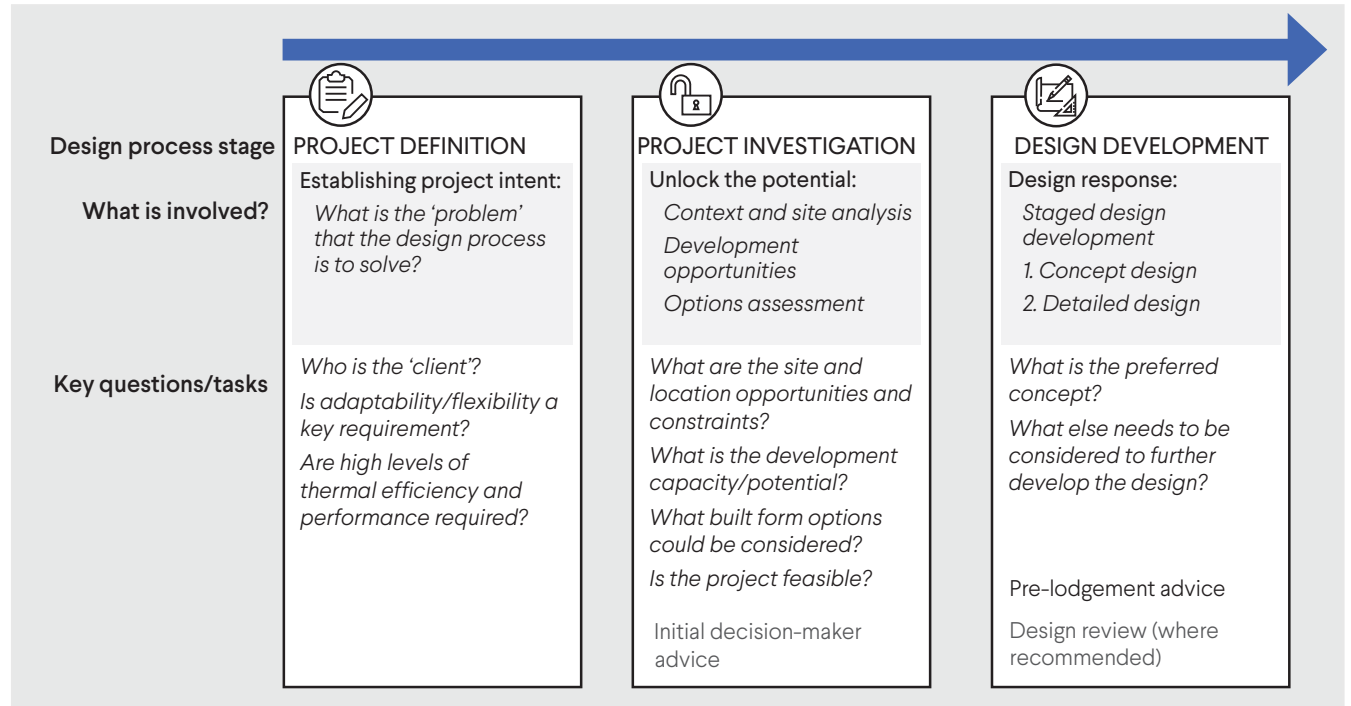 Design process stage
What is involved?
Key questions/tasks
PROJECT DEFINITION
Establishing project intent:
What is the ‘problem’
that the design process
is to solve?
Who is the ‘client’?
Is adaptability/flexibility a
key requirement?
Are high levels of
thermal efficiency and
performance required?
PROJECT INVESTIGATION
Unlock the potential:
Context and site analysis
Development
opportunities
Options assessment
What are the site and
location opportunities and
constraints?
What is the development
capacity/potential?
What built form options
could be considered?
Is the project feasible?
Initial decision-maker
advice
DESIGN DEVELOPMENT
Design response:
Staged design
development
1. Concept design
2. Detailed design
What is the preferred
concept?
What else needs to be
considered to further
develop the design?
Pre-lodgement advice
Design review (where
recommended)